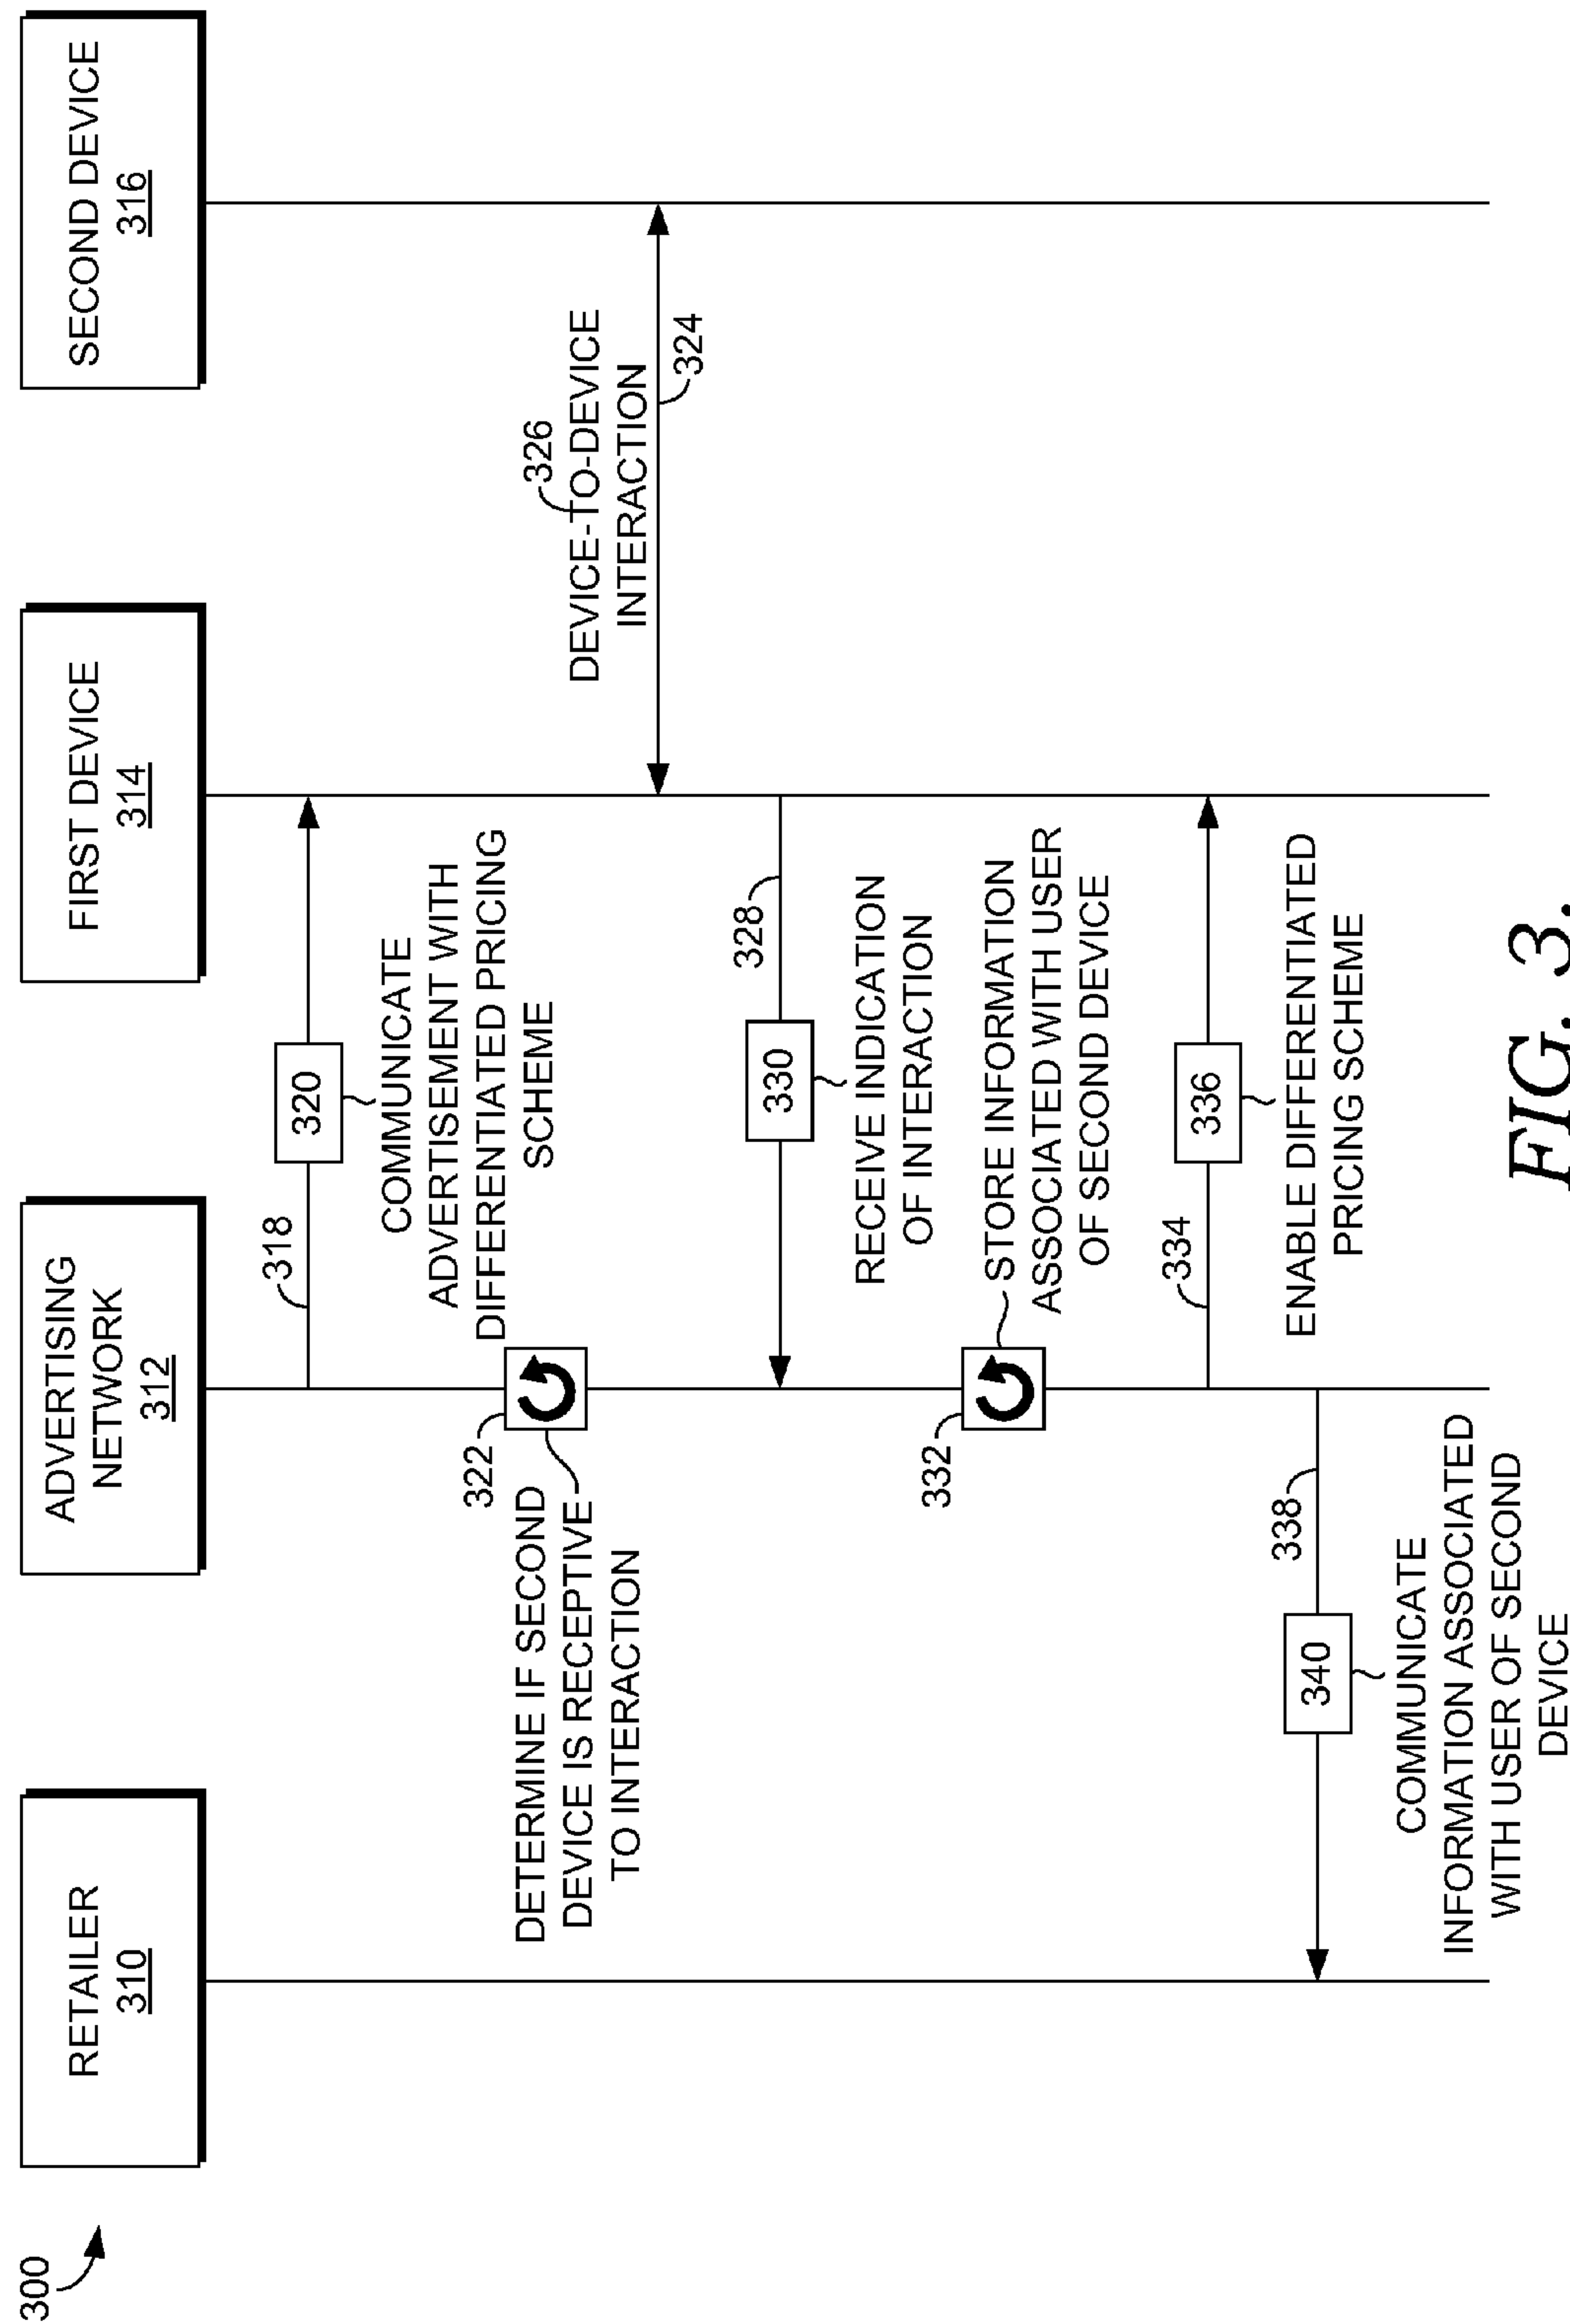 300
RETAILER
310
ADVERTISING
NETWORK
312
FIRST DEVICE
314
SECOND DEVICE
316
318
320
COMMUNICATE
ADVERTISEMENT WITH
DIFFERENTIATED PRICING
SCHEME
322
DETERMINE IF SECOND
DEVICE IS RECEPTIVE
TO INTERACTION
326
DEVICE-TO-DEVICE
INTERACTION
324
328
330
RECEIVE INDICATION
OF INTERACTION
332
STORE INFORMATION
ASSOCIATED WITH USER
OF SECOND DEVICE
334
336
ENABLE DIFFERENTIATED
PRICING SCHEME
338
340
COMMUNICATE
INFORMATION ASSOCIATED
WITH USER OF SECOND
DEVICE
FIG. 3.